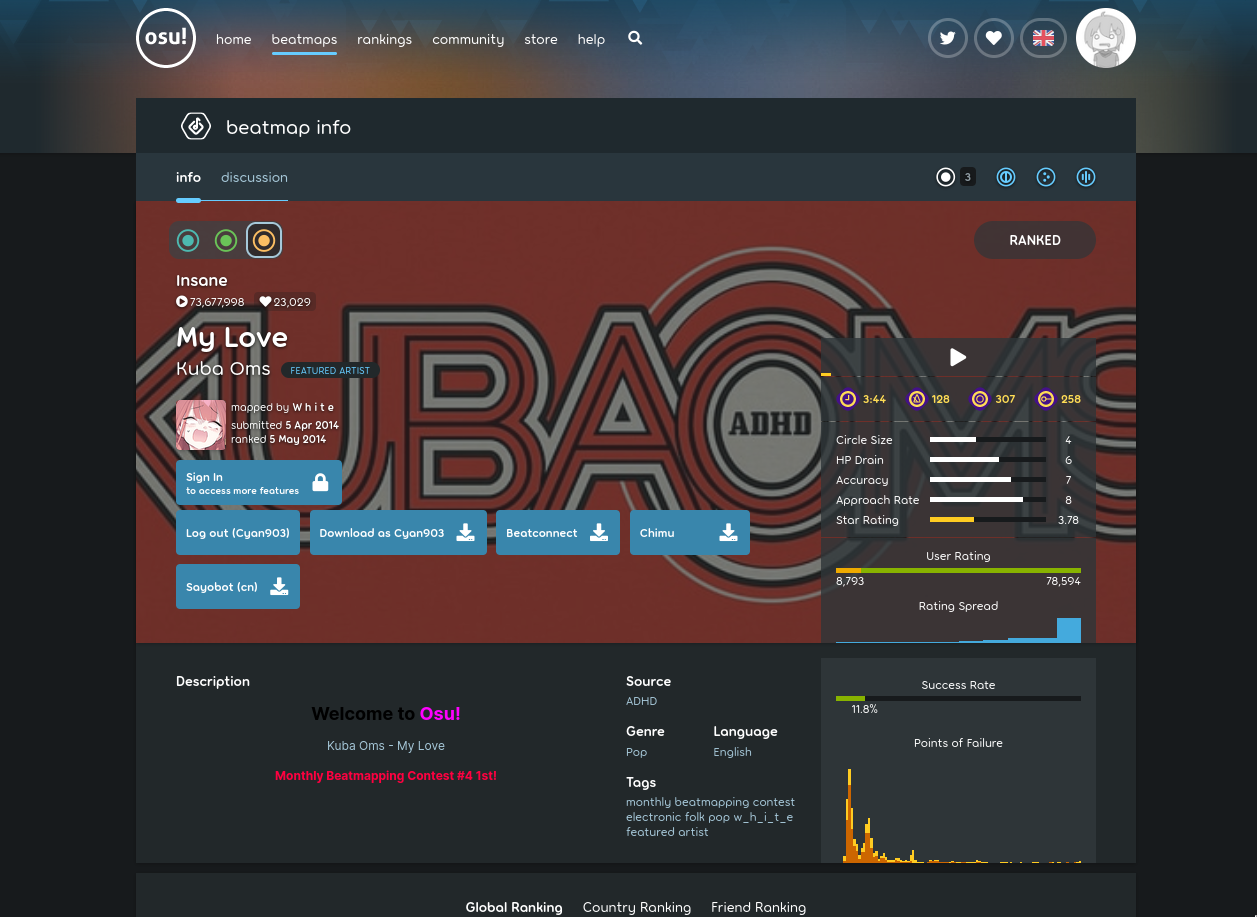 osu!
home beatmaps rankings community store help
beatmap info
info discussion
3
RANKED
Insane
73,677,998 23,029
My Love
Kuba Oms FEATURED ARTIST
mapped by W h i t e
submitted 5 Apr 2014
ranked 5 May 2014
Sign In
to access more features
Log out (Cyan903) Download as Cyan903 Beatconnect Chimu
Sayobot (cn)
KUBAOMS
ADHD
3:44 128 307 258
Circle Size 4
HP Drain 6
Accuracy 7
Approach Rate 8
Star Rating 3.78
User Rating
8,793 78,594
Rating Spread
Description
Welcome to Osu!
Kuba Oms - My Love
Monthly Beatmapping Contest #4 1st!
Source
ADHD
Genre Language
Pop English
Tags
monthly beatmapping contest
electronic folk pop w_h_i_t_e
featured artist
Success Rate
11.8%
Points of Failure
Global Ranking Country Ranking Friend Ranking